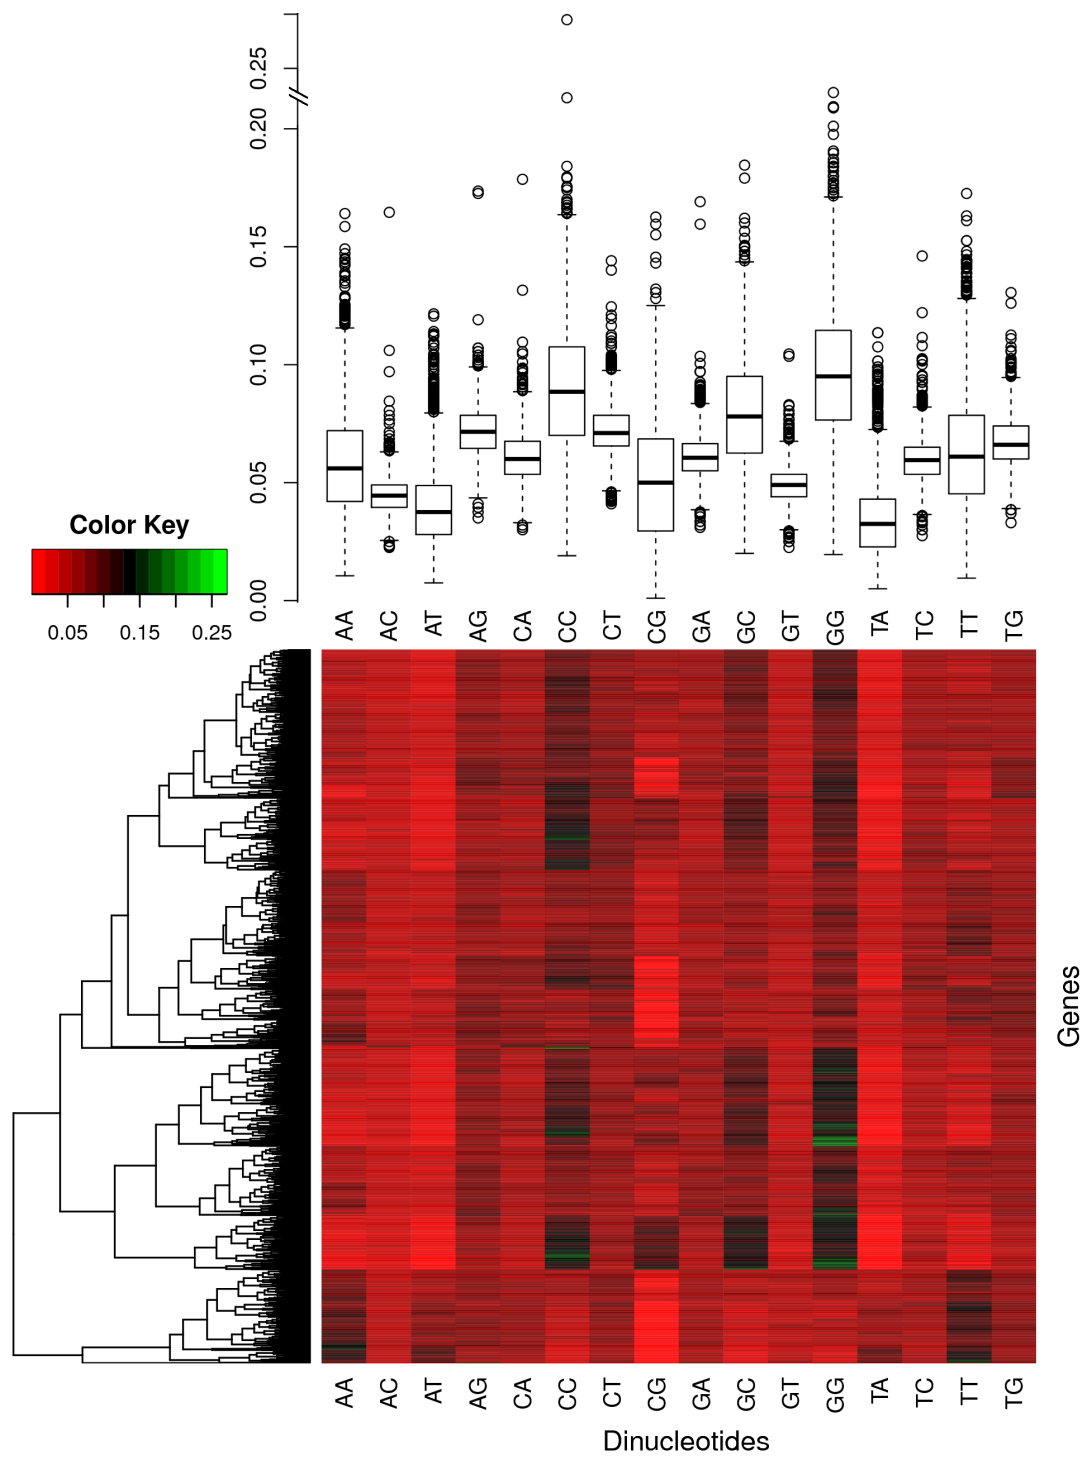 0.25
0.20
0.15
0.10
0.05
0.00
Color Key
0.05 0.15 0.25
AA AC AT AG CA CC CT CG GA GC GT GG TA TC TT TG
Genes
AA AC AT AG CA CC CT CG GA GC GT GG TA TC TT TG
Dinucleotides